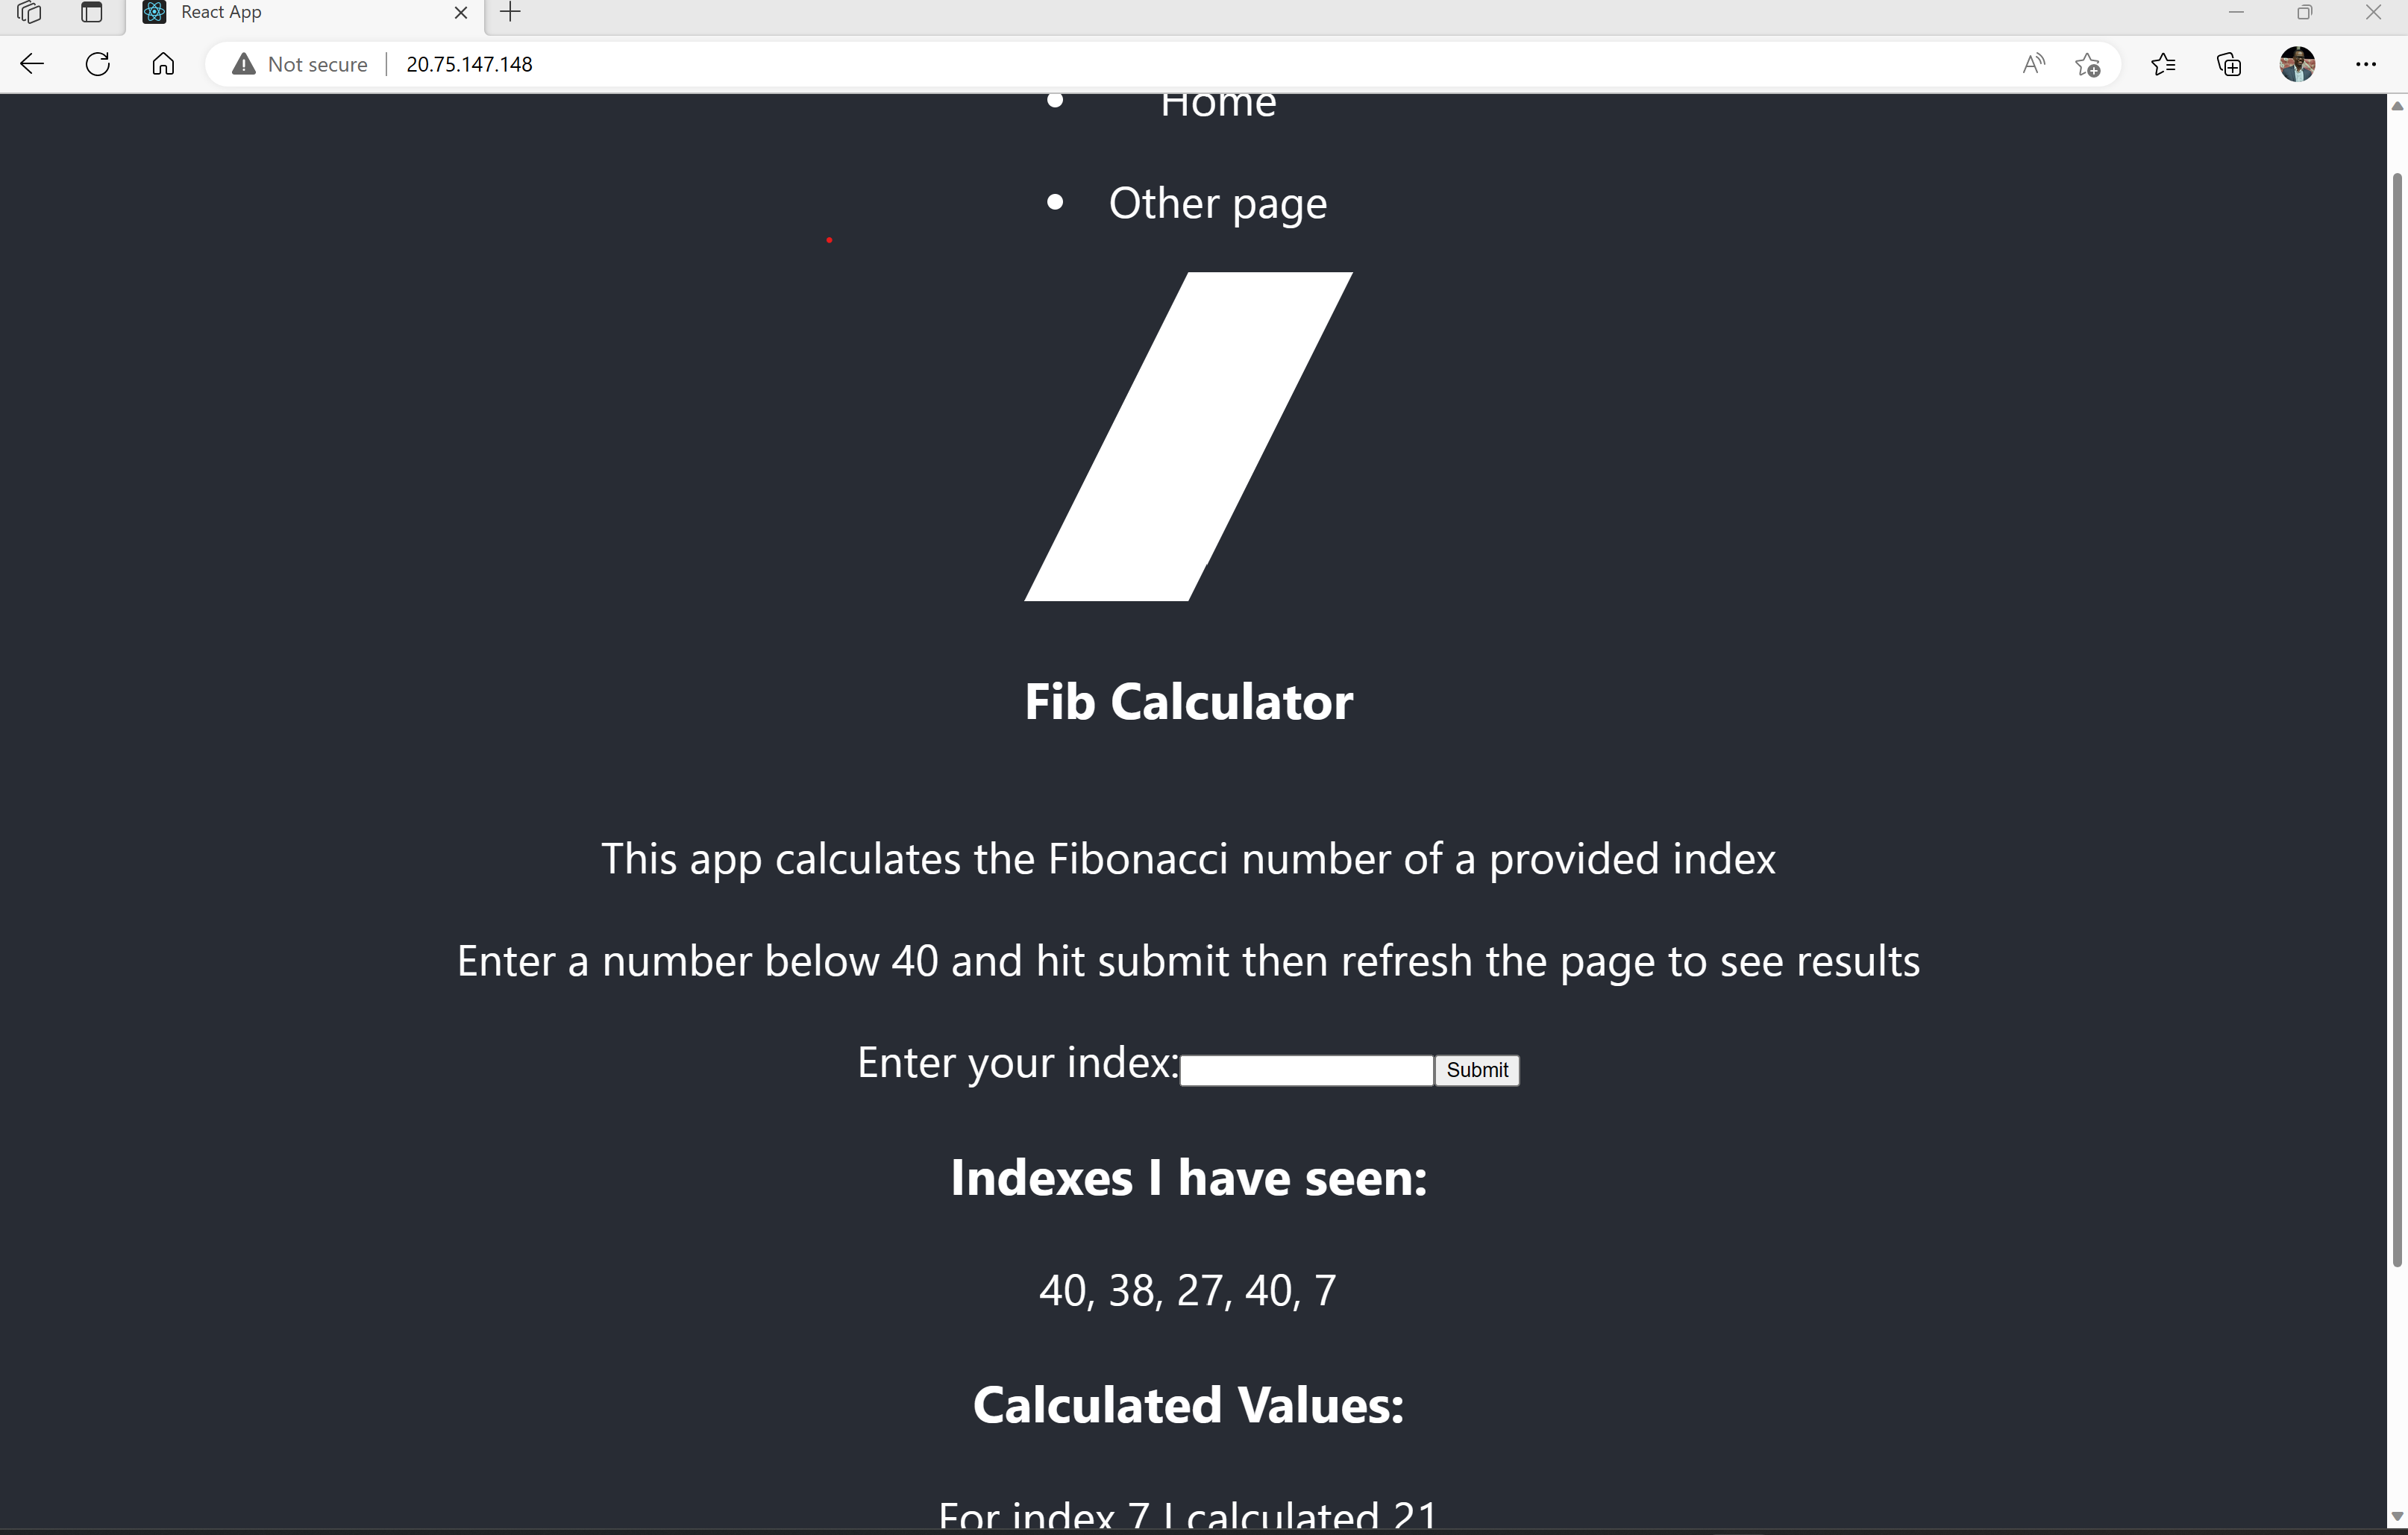 React App
Not secure 20.75.147.148
Home
Other page
Fib Calculator
This app calculates the Fibonacci number of a provided index
Enter a number below 40 and hit submit then refresh the page to see results
Enter your index: Submit
Indexes I have seen:
40, 38, 27, 40, 7
Calculated Values:
For index 7 I calculated 21